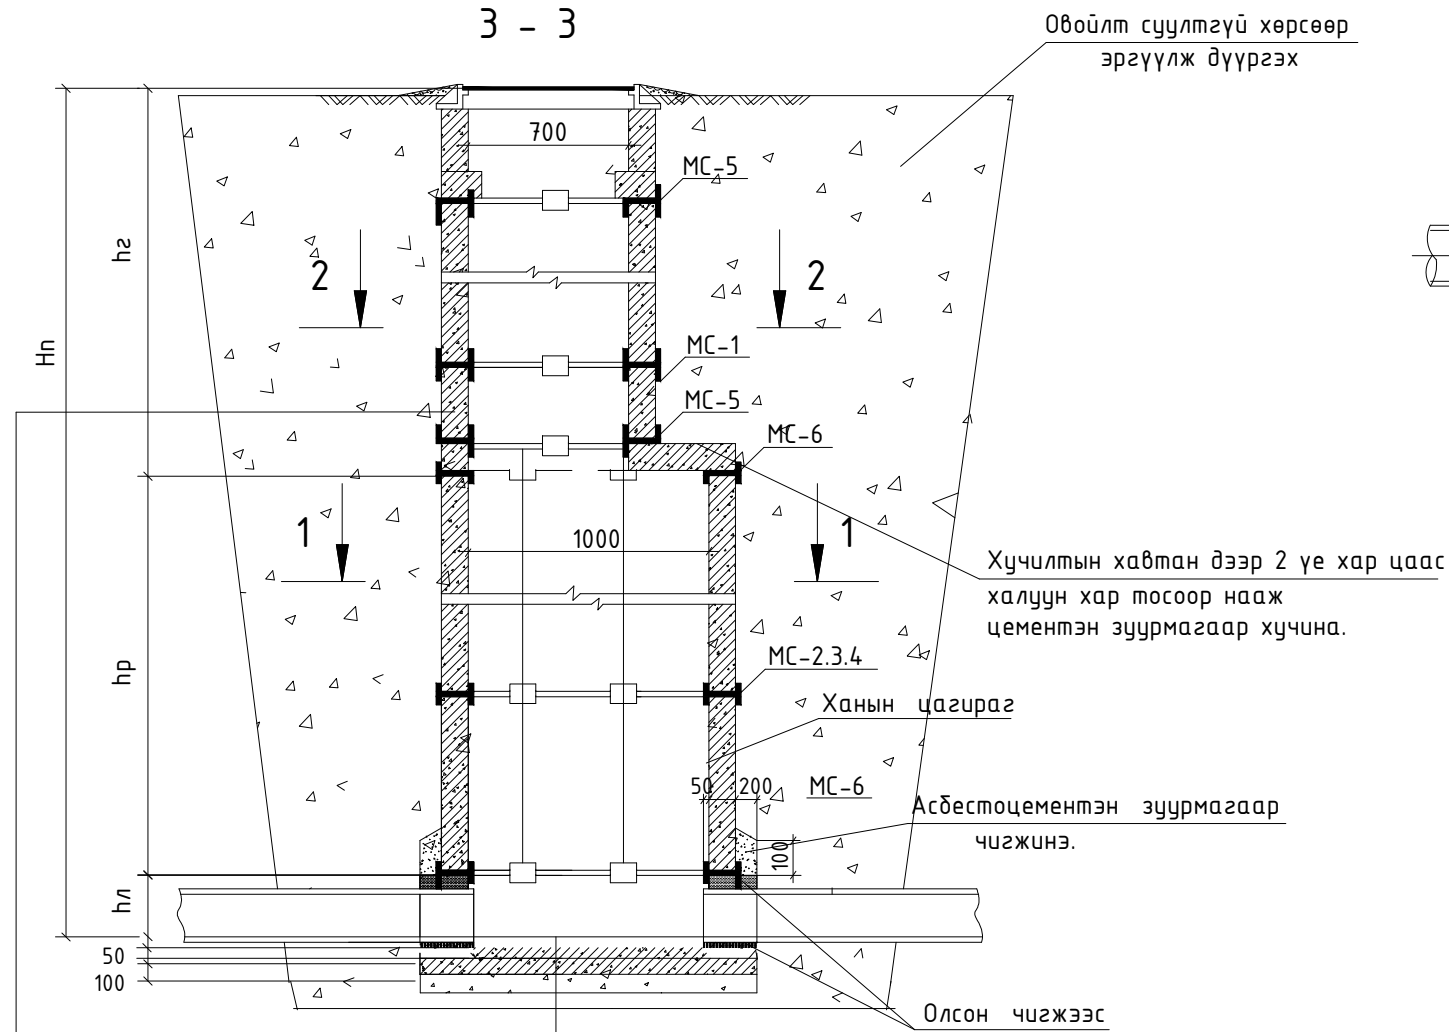 3 - 3
Овойлт суултгүй хөрсөөр
эргүүлж дүүргэх
700
МС-5
hг
2
2
Нп
МС-1
МС-5
МС-6
1
1
1000
Хучилтын хавтан дээр 2 үе хар цаас
халуун хар тосоор нааж
цементэн зуурмагаар хучина.
hр
МС-2.3.4
Ханын цагираг
50
200
МС-6
Асбестоцементэн зуурмагаар
чигжинэ.
100
hл
50
100
Олсон чигжээс